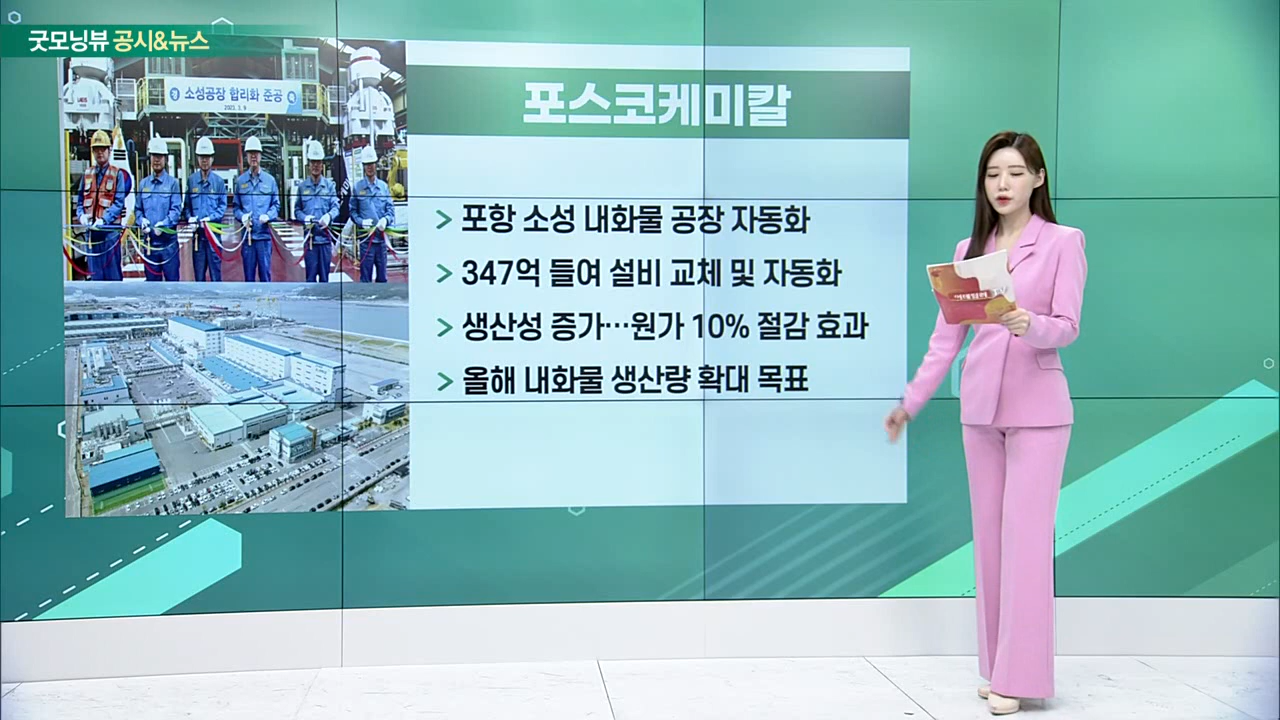 굿모닝뷰 공시&뉴스
소성공장 합리화 준공
2023. 3. 9
포스코케미칼
> 포항 소성 내화물 공장 자동화
> 347억 들여 설비 교체 및 자동화
> 생산성 증가…원가 10% 절감 효과
> 올해 내화물 생산량 확대 목표